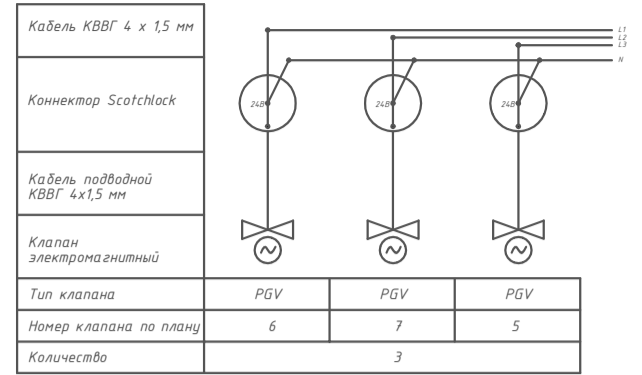 Кабель КВВГ 4 х 1,5 мм
L1
L2
L3
N
Коннектор Scotchlock
24В
24В
24В
Кабель подводной
КВВГ 4х1,5 мм
Клапан
электромагнитный
Тип клапана PGV PGV PGV
Номер клапана по плану 6 7 5
Количество 3